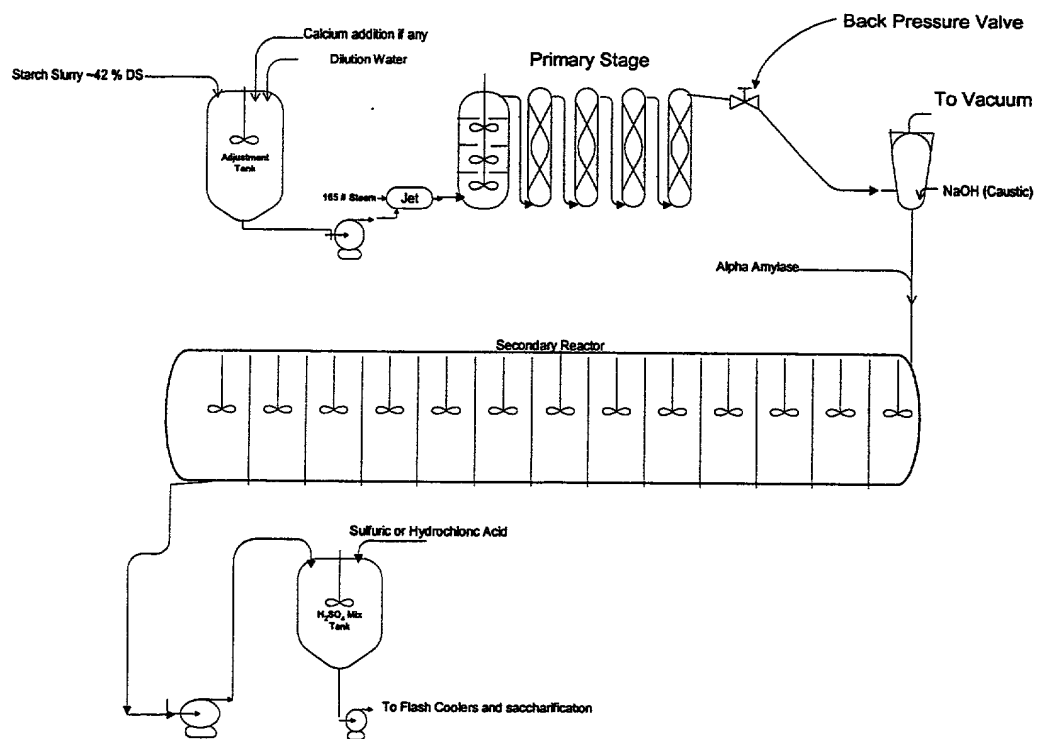 Back Pressure Valve
Calcium addition if any
Dilution Water
Primary Stage
Starch Slurry ~42 % DS
To Vacuum
Adjustment
Tank
165 # Steam
Jet
NaOH (Caustic)
Alpha Amylase
Secondary Reactor
Sulfuric or Hydrochlonc Acid
H₂SO₄ Mix
Tank
To Flash Coolers and saccharification